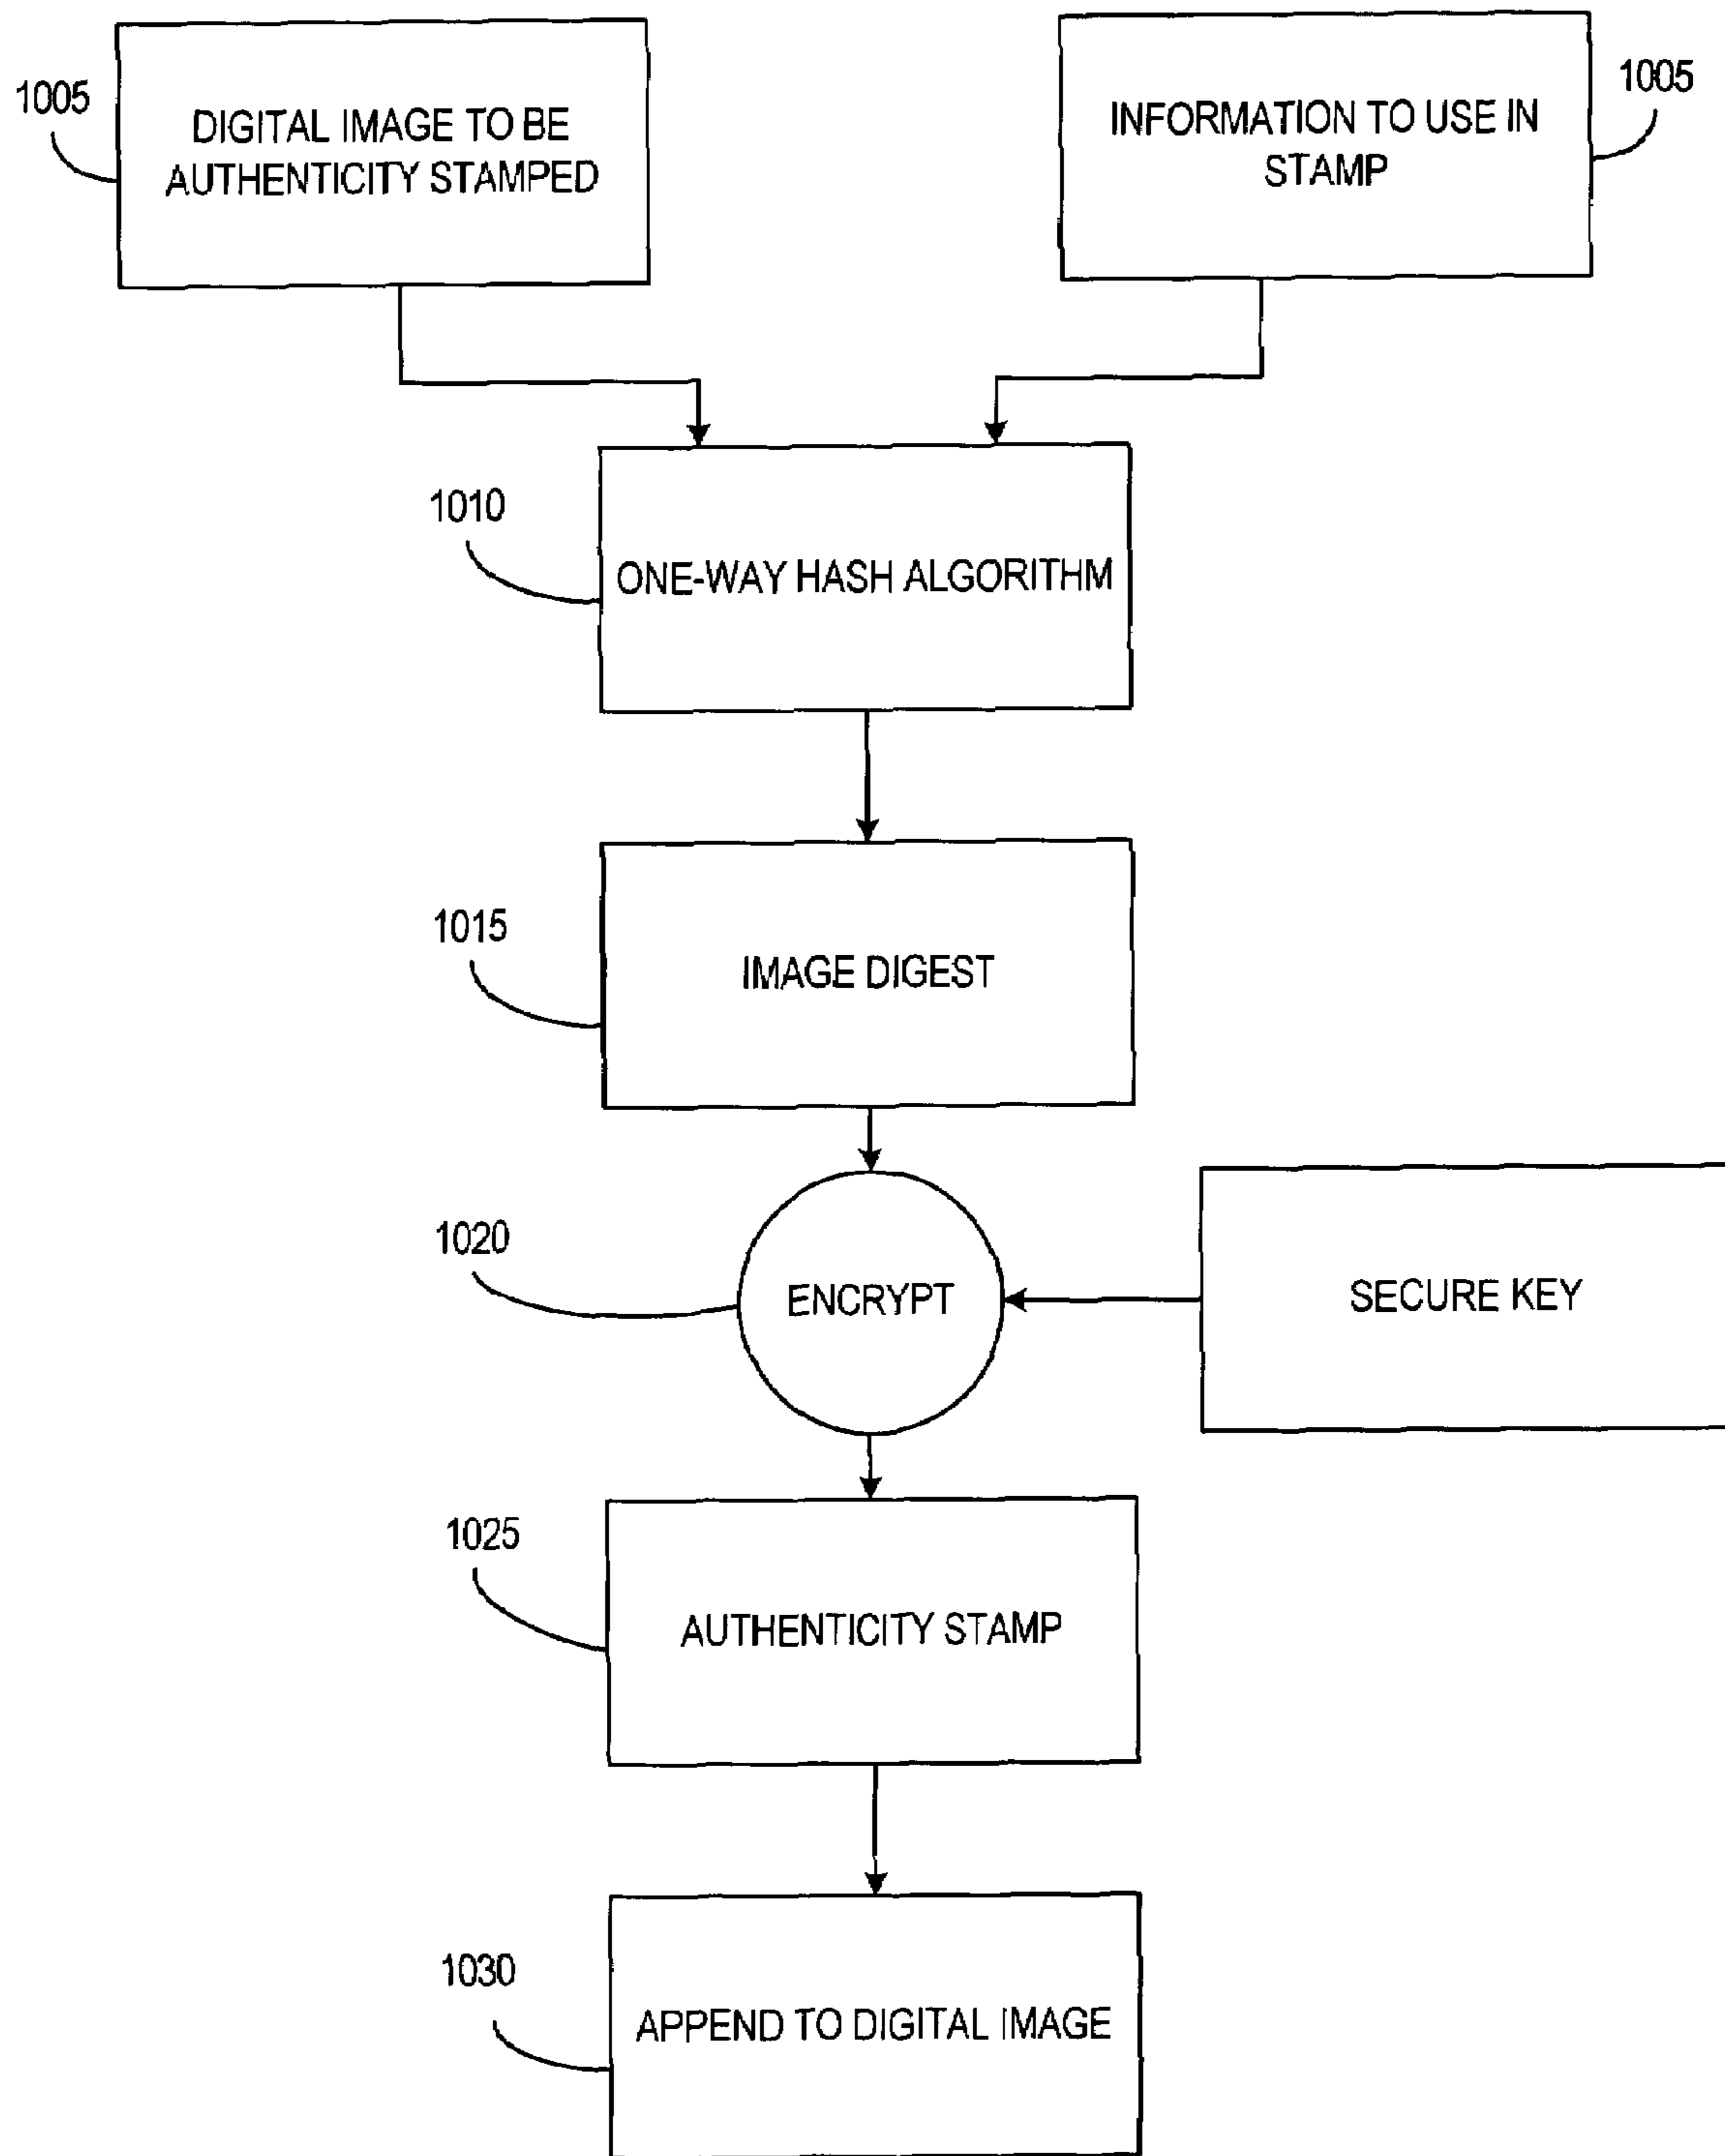 1005
DIGITAL IMAGE TO BE
AUTHENTICITY STAMPED
INFORMATION TO USE IN
STAMP
1005
1010
ONE-WAY HASH ALGORITHM
1015
IMAGE DIGEST
1020
ENCRYPT
SECURE KEY
1025
AUTHENTICITY STAMP
1030
APPEND TO DIGITAL IMAGE